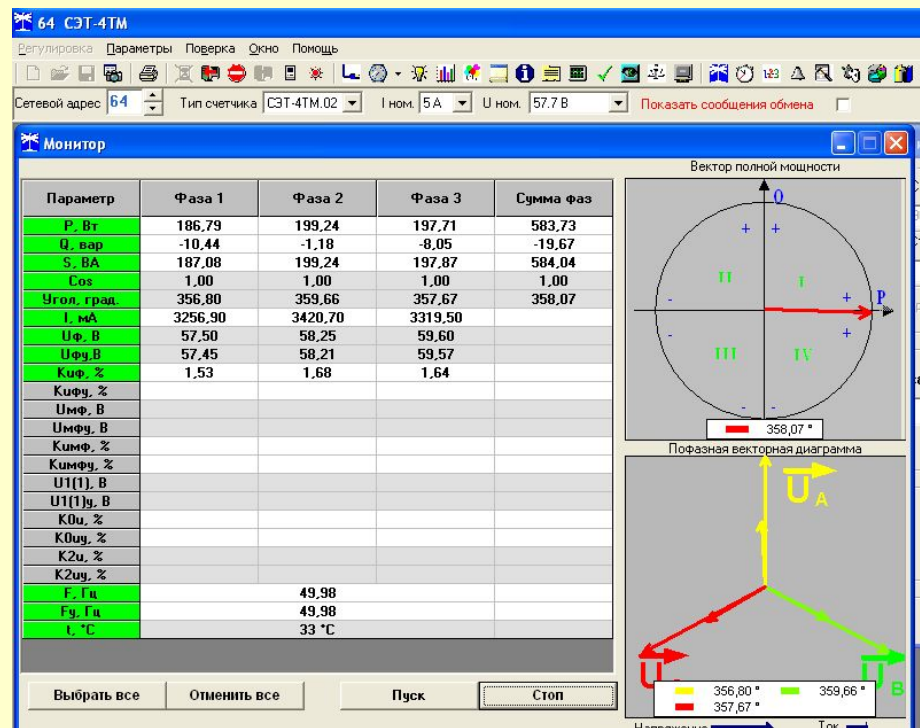 64 СЭТ-4ТМ
Регулировка Параметры Поверка Окно Помощь
Сетевой адрес 64 Тип счетчика СЭТ-4ТМ.02 I ном. 5 А U ном. 57.7 В Показать сообщения обмена
Монитор
Вектор полной мощности
Параметр Фаза 1 Фаза 2 Фаза 3 Сумма фаз
P, Вт 186,79 199,24 197,71 583,73
Q, вар -10,44 -1,18 -8,05 -19,67
S, ВА 187,08 199,24 197,87 584,04
Cos 1,00 1,00 1,00 1,00
Угол, град. 356,80 359,66 357,67 358,07
I, мА 3256,90 3420,70 3319,50
Uф, В 57,50 58,25 59,60
Uфу,В 57,45 58,21 59,57
Kuф, % 1,53 1,68 1,64
Kuфу, %
Uмф, В
Uмфу, В
Kuмф, %
Kuмфу, %
U1(1), В
U1(1)у, В
K0u, %
K0uу, %
K2u, %
K2uу, %
F, Гц 49,98
Fу, Гц 49,98
t, °C 33 °C
Выбрать все Отменить все Пуск Стоп
Q
+ +
II I
- + P
- +
III IV
- -
358,07 °
Пофазная векторная диаграмма
U A
U B
356,80 ° 359,66 °
357,67 °
Напряжение Ток